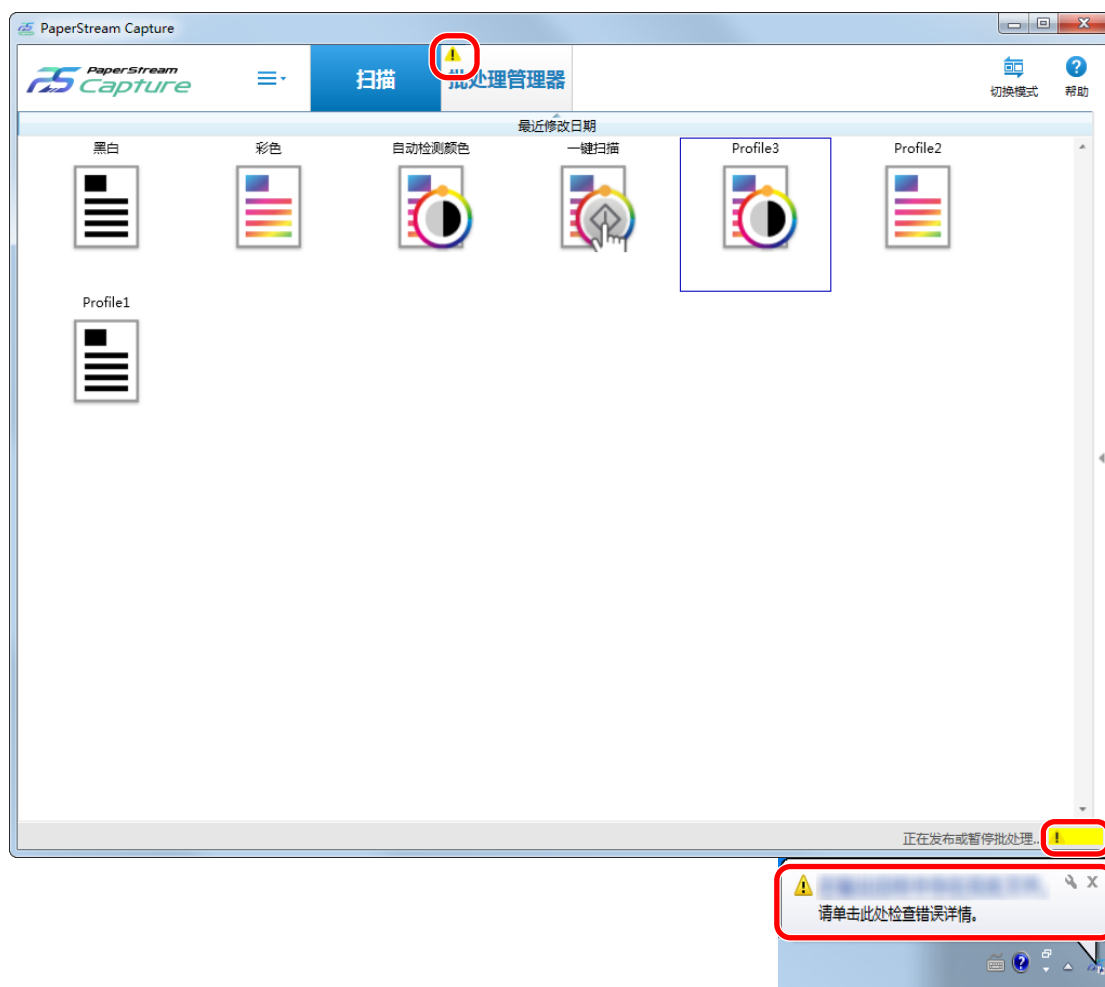 PaperStream Capture
PaperStream
Capture
扫描
批处理管理器
切换模式
帮助
最近修改日期
黑白
彩色
自动检测颜色
一键扫描
Profile3
Profile2
Profile1
正在发布或暂停批处理..
请单击此处检查错误详情。